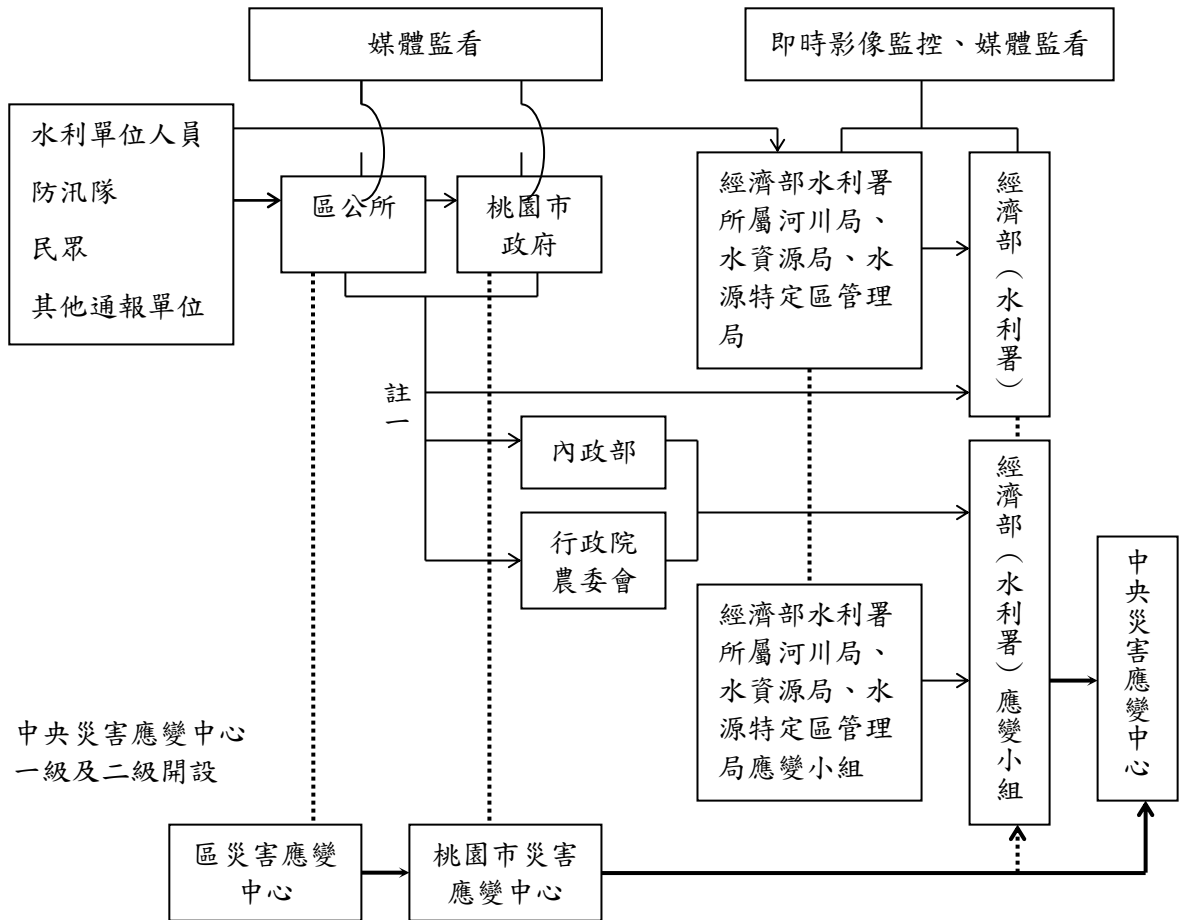 媒體監看
即時影像監控、媒體監看
水利單位人員
防汛隊
民眾
其他通報單位
區公所
桃園市
政府
經濟部水利署
所屬河川局、
水資源局、水
源特定區管理
局
經濟部（水利署）
註一
內政部
行政院
農委會
經濟部水利署
所屬河川局、
水資源局、水
源特定區管理
局應變小組
經濟部（水利署）應變小組
中央災害應變中心
中央災害應變中心
一級及二級開設
區災害應變
中心
桃園市災害
應變中心